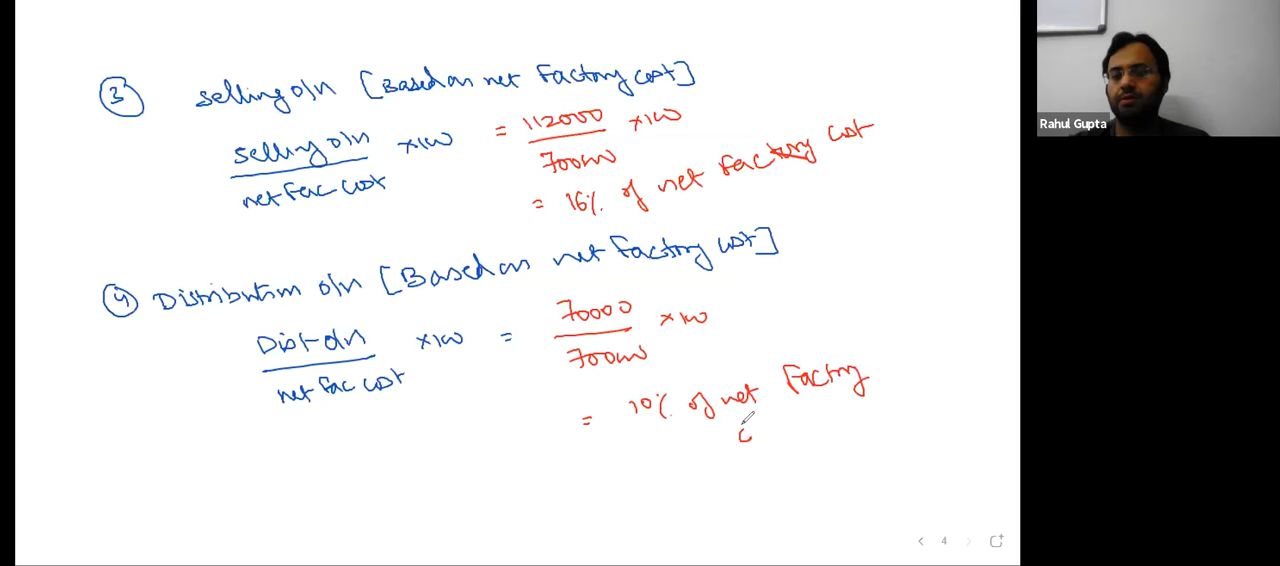 ③ Selling o/h [Based on net Factory cost]
selling o/h / net Fac cost ×100 = 112000 / 700000 ×100
= 16% of net Factory cost
④ Distribution o/h [Based on net Factory cost]
Dist o/h / net fac cost ×100 = 70000 / 700000 ×100
= 10% of net Factory
C
Rahul Gupta
4